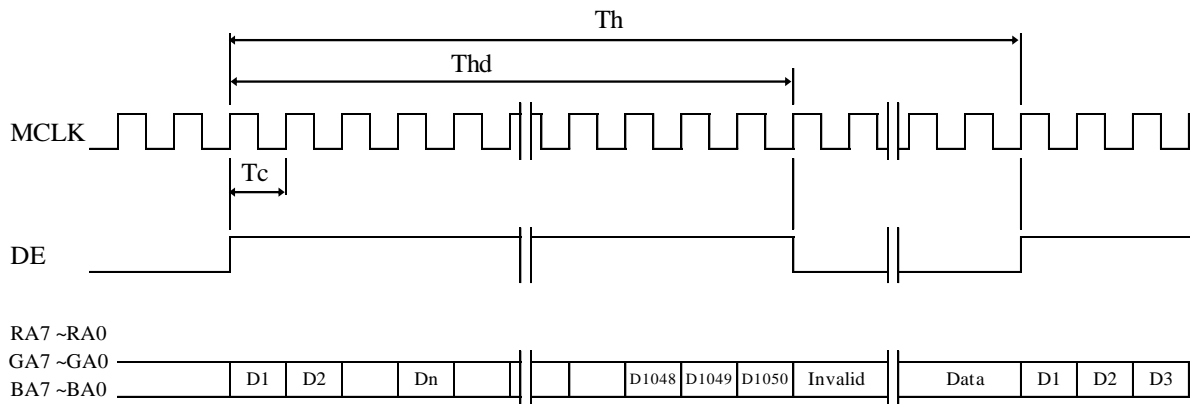 Th
Thd
MCLK
Tc
DE
RA7 ~RA0
GA7 ~GA0
BA7 ~BA0
D1 D2 Dn D1048 D1049 D1050 Invalid Data D1 D2 D3